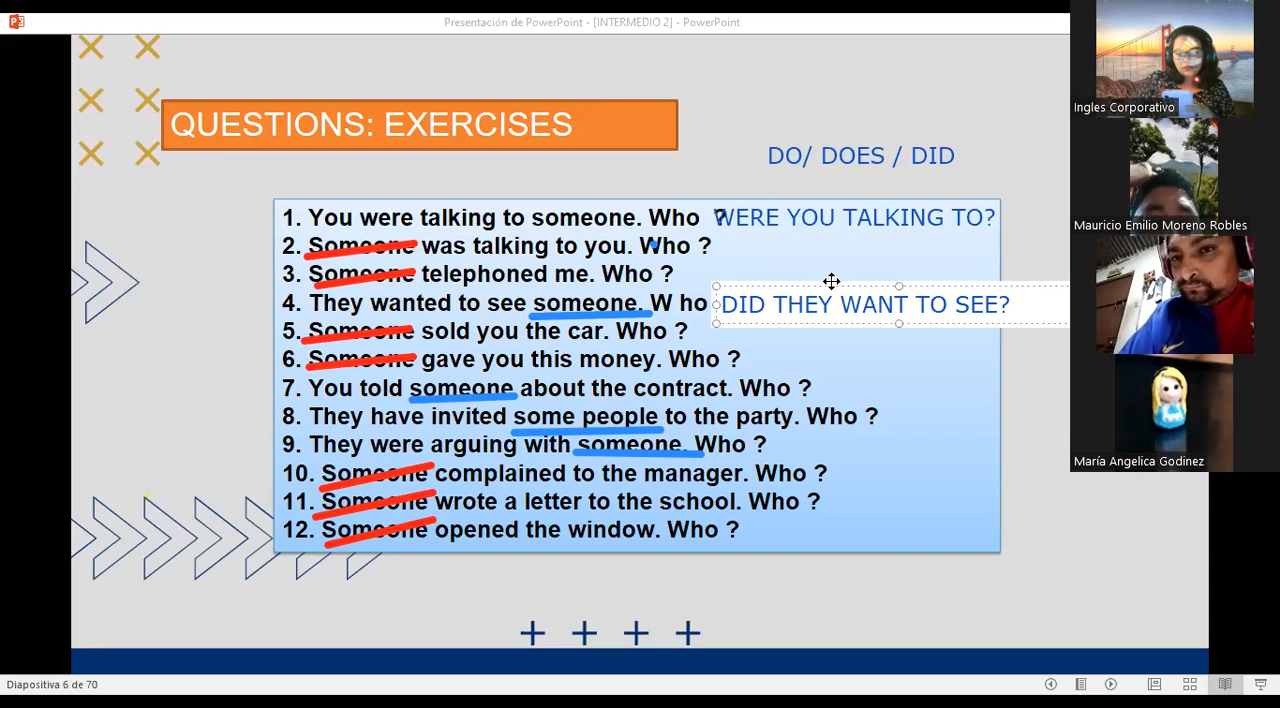 Presentación de PowerPoint - [INTERMEDIO 2] - PowerPoint
QUESTIONS: EXERCISES
DO/ DOES / DID
1. You were talking to someone. Who ? WERE YOU TALKING TO?
2. Someone was talking to you. Who ?
3. Someone telephoned me. Who ?
4. They wanted to see someone. W ho DID THEY WANT TO SEE?
5. Someone sold you the car. Who ?
6. Someone gave you this money. Who ?
7. You told someone about the contract. Who ?
8. They have invited some people to the party. Who ?
9. They were arguing with someone. Who ?
10. Someone complained to the manager. Who ?
11. Someone wrote a letter to the school. Who ?
12. Someone opened the window. Who ?
Ingles Corporativo
Mauricio Emilio Moreno Robles
María Angelica Godinez
Diapositiva 6 de 70